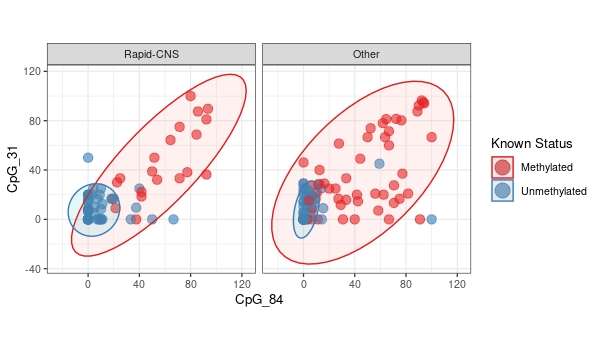 Rapid-CNS Other
120
80
40
0
-40
CpG_31
0 40 80 120 0 40 80 120
CpG_84
Known Status
Methylated
Unmethylated